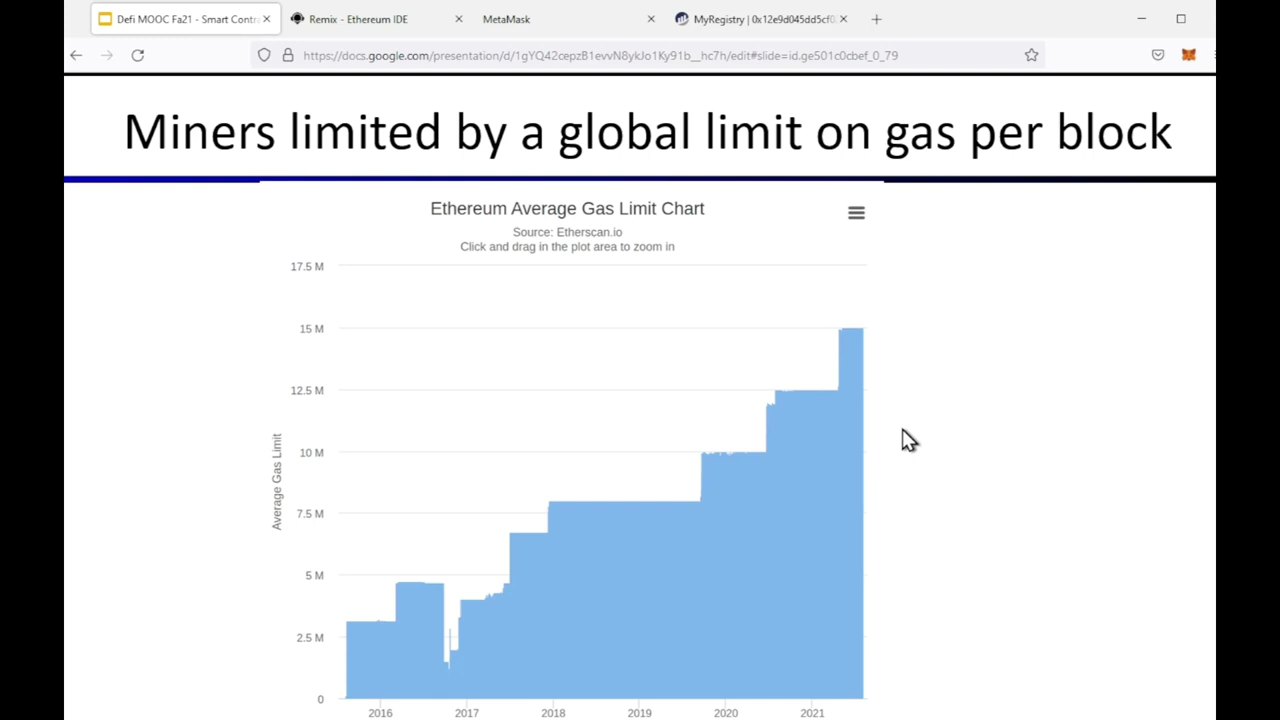 Defi MOOC Fa21 - Smart Contra
Remix - Ethereum IDE
MetaMask
MyRegistry | 0x12e9d045dd5cf0
https://docs.google.com/presentation/d/1gYQ42cepzB1evvN8ykJo1Ky91b__hc7h/edit#slide=id.ge501c0cbef_0_79
Miners limited by a global limit on gas per block
Ethereum Average Gas Limit Chart
Source: Etherscan.io
Click and drag in the plot area to zoom in
17.5 M
15 M
12.5 M
10 M
7.5 M
5 M
2.5 M
0
Average Gas Limit
2016 2017 2018 2019 2020 2021